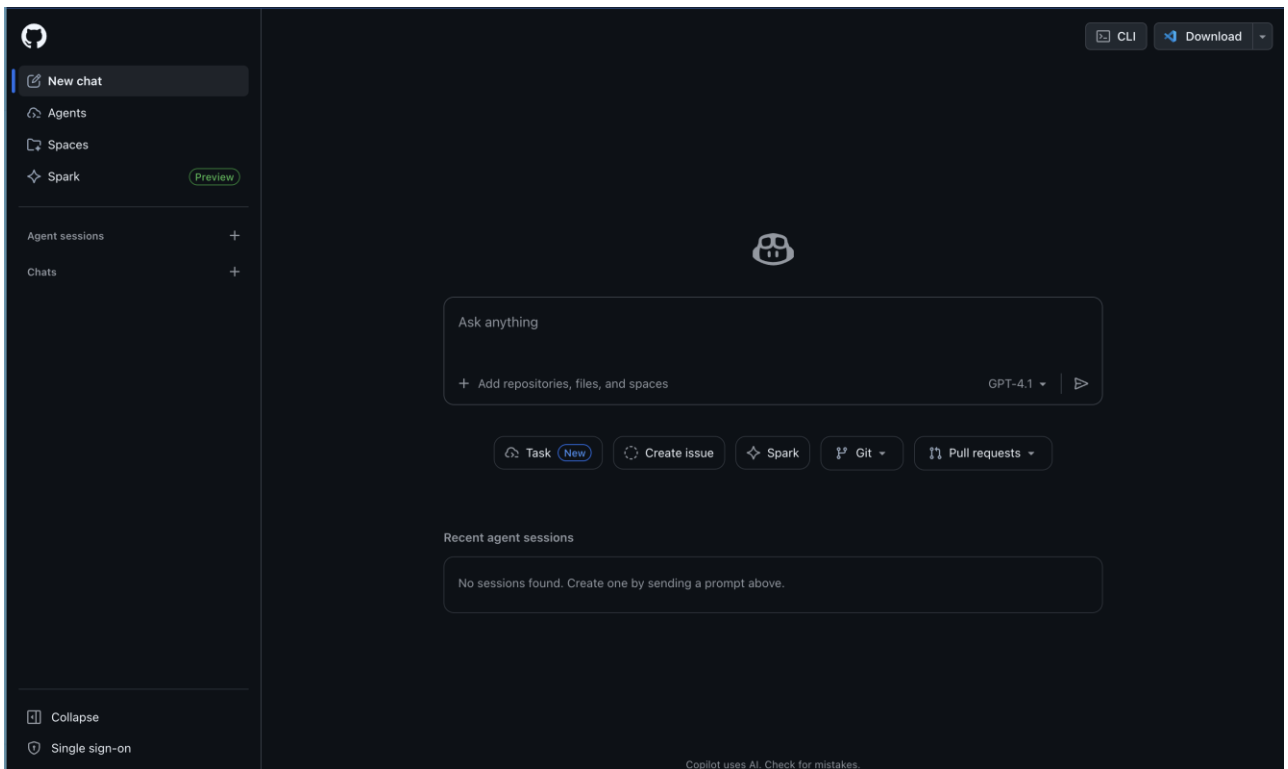 CLI
Download
New chat
Agents
Spaces
Spark
Preview
Agent sessions
Chats
Ask anything
Add repositories, files, and spaces
GPT-4.1
Task New
Create issue
Spark
Git
Pull requests
Recent agent sessions
No sessions found. Create one by sending a prompt above.
Collapse
Single sign-on
Copilot uses AI. Check for mistakes.